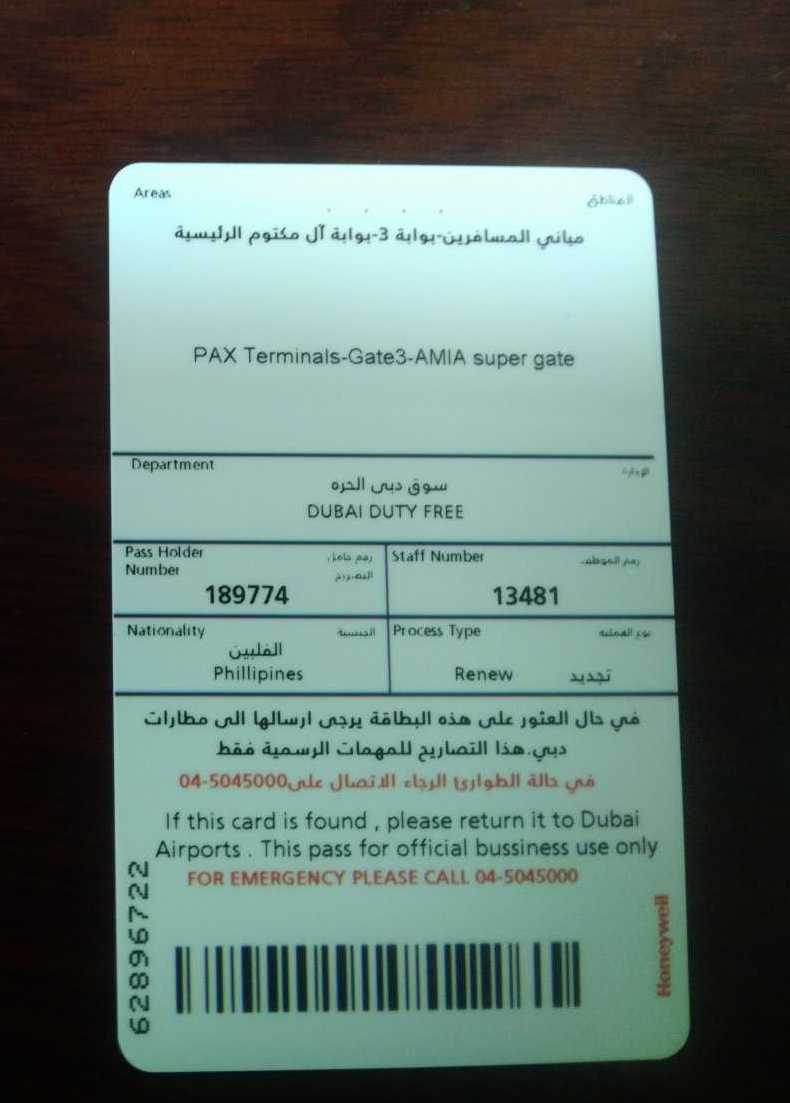 Areas المناطق
مباني المسافرين-بوابة 3-بوابة آل مكتوم الرئيسية
PAX Terminals-Gate3-AMIA super gate
Department الإدارة
سوق دبي الحره
DUBAI DUTY FREE
Pass Holder Number رقم حامل التصريح
189774
Staff Number رقم الموظف
13481
Nationality الجنسية
الفلبين
Phillipines
Process Type نوع العملية
Renew تجديد
في حال العثور على هذه البطاقة يرجى ارسالها الى مطارات
دبي.هذا التصاريح للمهمات الرسمية فقط
في حالة الطوارئ الرجاء الاتصال على04-5045000
If this card is found , please return it to Dubai
Airports . This pass for official bussiness use only
FOR EMERGENCY PLEASE CALL 04-5045000
62896722
Honeywell